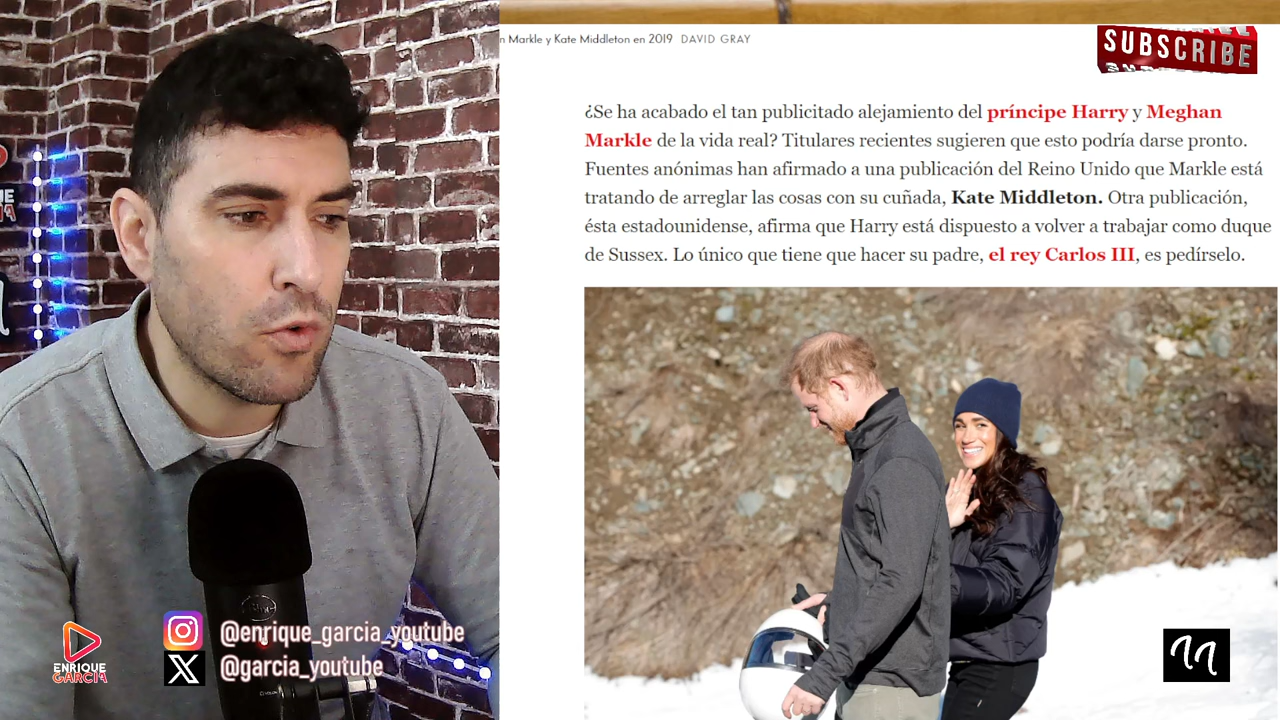 n Markle y Kate Middleton en 2019 DAVID GRAY
SUBSCRIBE
¿Se ha acabado el tan publicitado alejamiento del príncipe Harry y Meghan
Markle de la vida real? Titulares recientes sugieren que esto podría darse pronto.
Fuentes anónimas han afirmado a una publicación del Reino Unido que Markle está
tratando de arreglar las cosas con su cuñada, Kate Middleton. Otra publicación,
ésta estadounidense, afirma que Harry está dispuesto a volver a trabajar como duque
de Sussex. Lo único que tiene que hacer su padre, el rey Carlos III, es pedírselo.
@enrique_garcia_youtube
@garcia_youtube
ENRIQUE
GARCIA